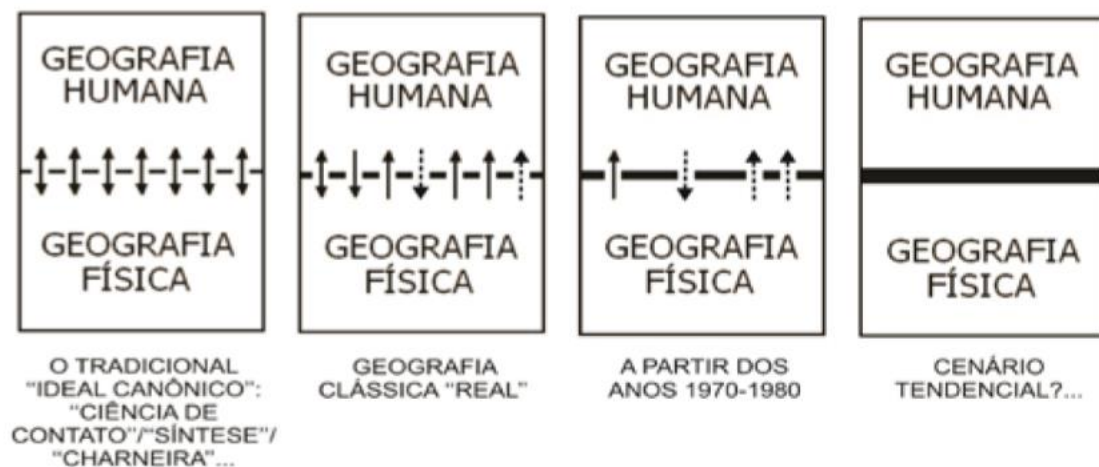 GEOGRAFIA
HUMANA
GEOGRAFIA
FÍSICA
O TRADICIONAL
“IDEAL CANÔNICO”:
“CIÊNCIA DE
CONTATO”/“SÍNTESE”/
“CHARNEIRA”...
GEOGRAFIA
HUMANA
GEOGRAFIA
FÍSICA
GEOGRAFIA
CLÁSSICA “REAL”
GEOGRAFIA
HUMANA
GEOGRAFIA
FÍSICA
A PARTIR DOS
ANOS 1970-1980
GEOGRAFIA
HUMANA
GEOGRAFIA
FÍSICA
CENÁRIO
TENDENCIAL?...